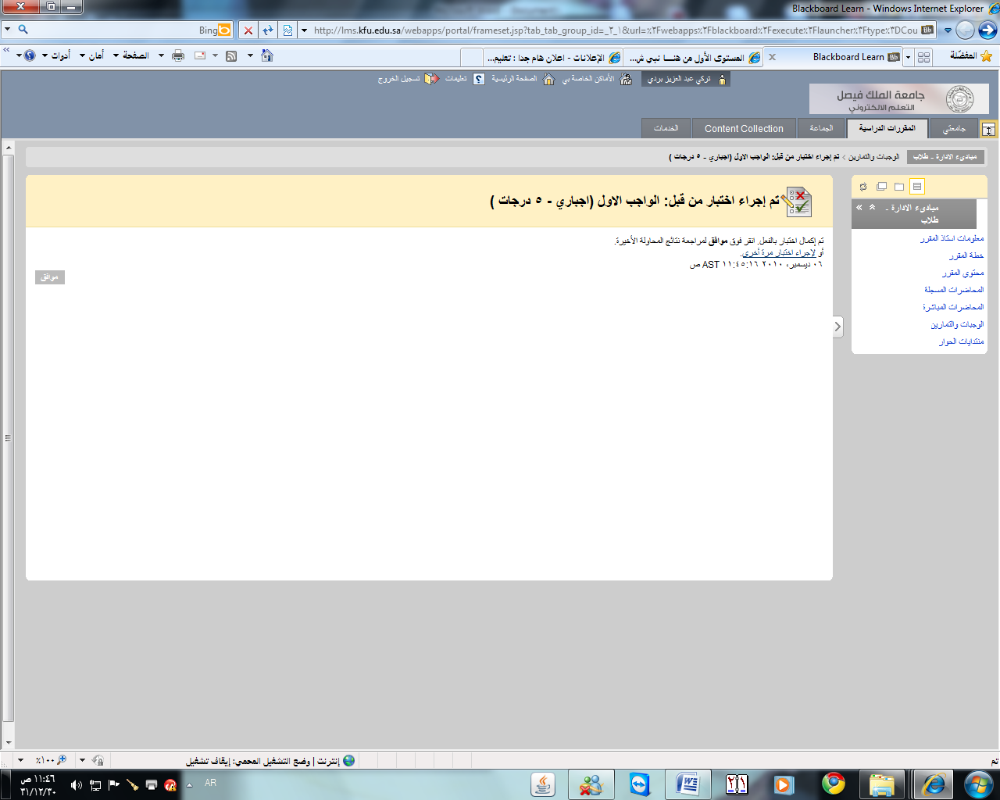 Blackboard Learn - Windows Internet Explorer
http://lms.kfu.edu.sa/webapps/portal/frameset.jsp?tab_tab_group_id=_٢_١&url=٪٢Fwebapps٪٢Fblackboard٪٢Fexecute٪٢Flauncher٪٣Ftype٪٣DCou
Bing
المفضلة
Blackboard Learn
المستوى الأول من هنـــا نبـي ش...
الإعلانات - اعلان هام جدا : تعليم...
الصفحة
أمان
أدوات
تركي عبد العزيز بردي
الأماكن الخاصة بي
الصفحة الرئيسية
تعليمات
تسجيل الخروج
جامعة الملك فيصل
التعلم الالكتروني
جامعتي
المقررات الدراسية
الجماعة
Content Collection
الخدمات
مبادىء الادارة - طلاب
الوجبات والتمارين > تم إجراء اختبار من قبل: الواجب الاول (اجباري - ٥ درجات )
تم إجراء اختبار من قبل: الواجب الاول (اجباري - ٥ درجات )
تم إكمال اختبار بالفعل. انقر فوق موافق لمراجعة نتائج المحاولة الأخيرة.
أو لإجراء اختبار مرة أخرى.
٠٦ ديسمبر، ٢٠١٠ ١١:٤٥:١٦ AST ص
موافق
مبادىء الادارة -
طلاب
معلومات استاذ المقرر
خطة المقرر
محتوي المقرر
المحاضرات المسجلة
المحاضرات المباشرة
الوجبات والتمارين
منتديات الحوار
تم
إنترنت | وضع التشغيل المحمي: إيقاف تشغيل
٪١٠٠
AR
١١:٤٦ ص
٣١/١٢/٣٠